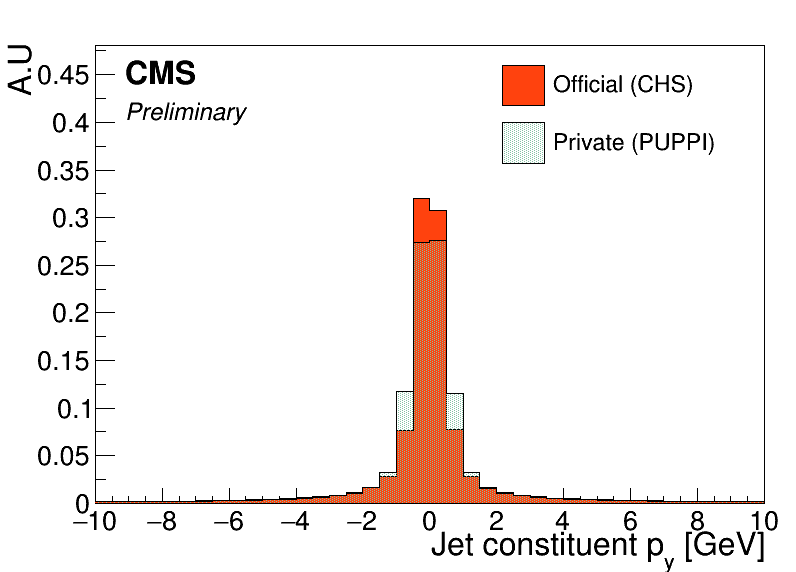 A.U
CMS
Preliminary
Official (CHS)
Private (PUPPI)
0.45
0.4
0.35
0.3
0.25
0.2
0.15
0.1
0.05
0
−10 −8 −6 −4 −2 0 2 4 6 8 10
Jet constituent p_y [GeV]